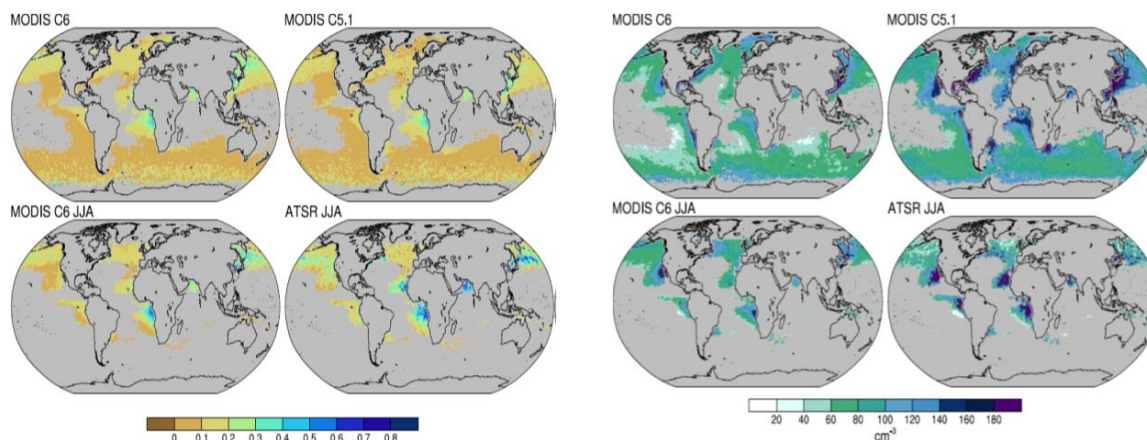 MODIS C6 MODIS C5.1 MODIS C6 MODIS C5.1
MODIS C6 JJA ATSR JJA MODIS C6 JJA ATSR JJA
0 0.1 0.2 0.3 0.4 0.5 0.6 0.7 0.8
20 40 60 80 100 120 140 160 180
cm⁻³